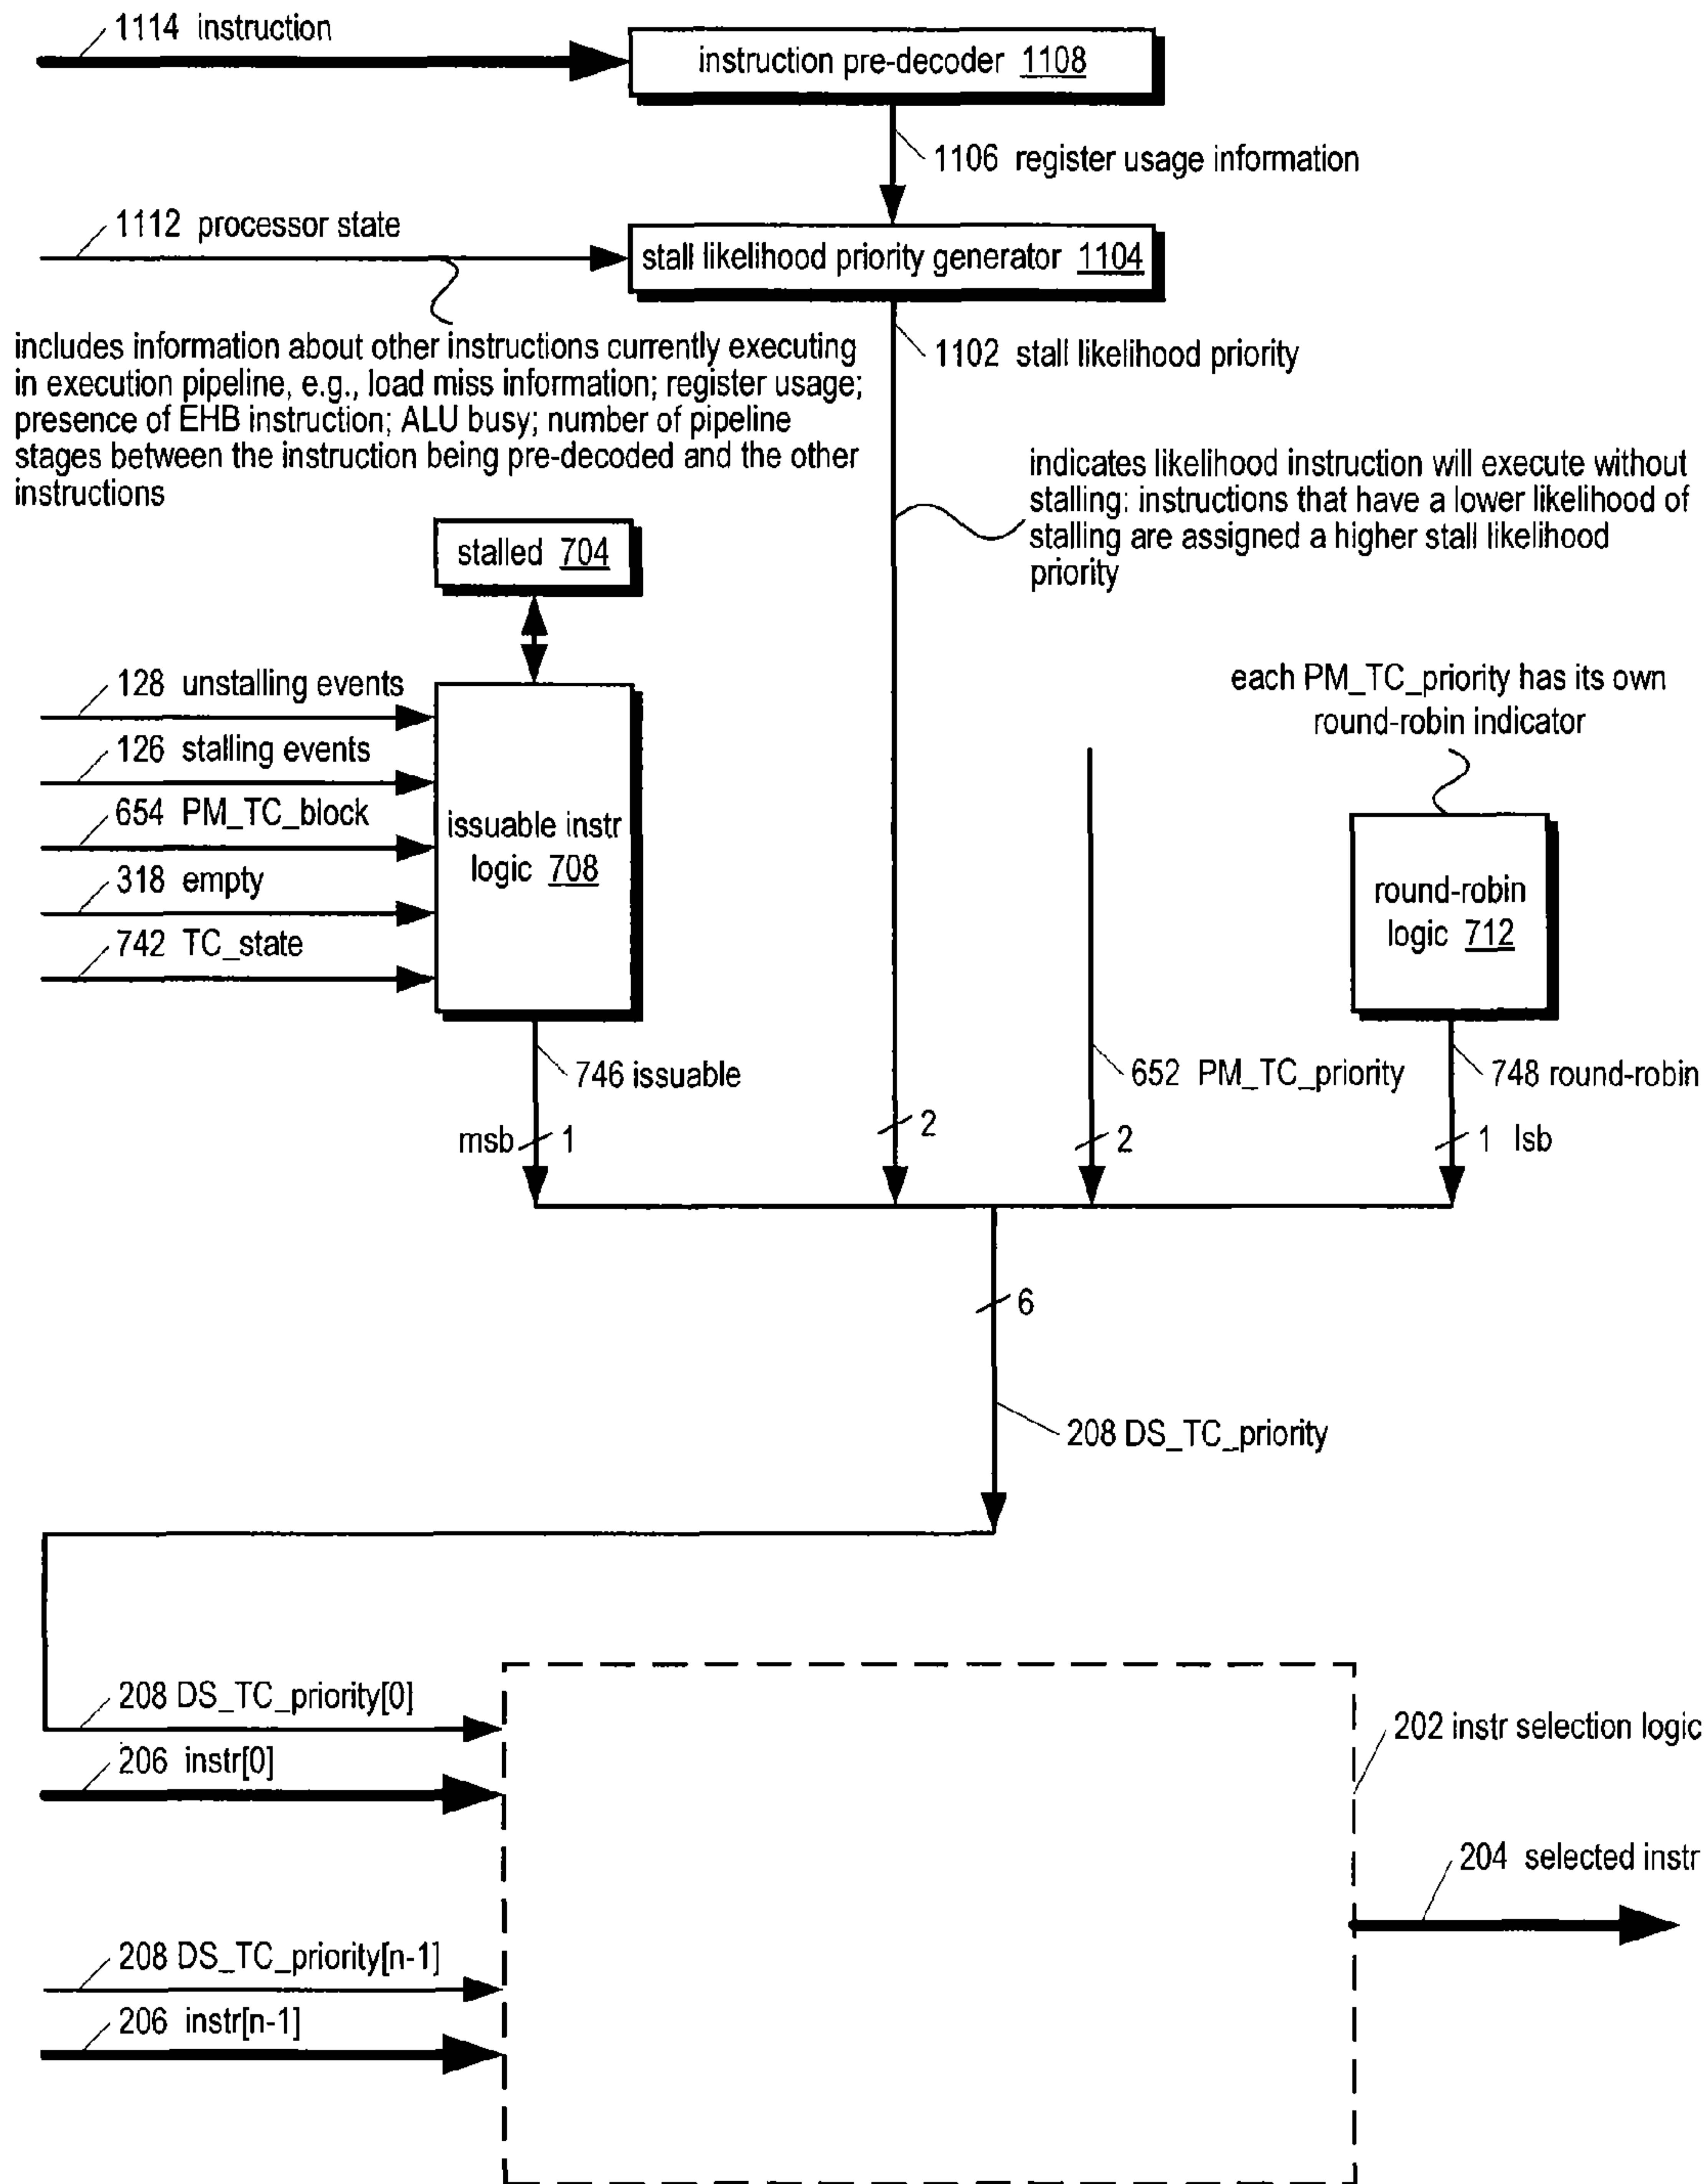 1114 instruction
instruction pre-decoder 1108
1106 register usage information
1112 processor state
stall likelihood priority generator 1104
includes information about other instructions currently executing
in execution pipeline, e.g., load miss information; register usage;
presence of EHB instruction; ALU busy; number of pipeline
stages between the instruction being pre-decoded and the other
instructions
1102 stall likelihood priority
indicates likelihood instruction will execute without
stalling: instructions that have a lower likelihood of
stalling are assigned a higher stall likelihood
priority
stalled 704
128 unstalling events
126 stalling events
654 PM_TC_block
318 empty
742 TC_state
issuable instr
logic 708
each PM_TC_priority has its own
round-robin indicator
round-robin
logic 712
746 issuable
652 PM_TC_priority
748 round-robin
msb 1
2
2
1 lsb
6
208 DS_TC_priority
208 DS_TC_priority[0]
206 instr[0]
202 instr selection logic
204 selected instr
208 DS_TC_priority[n-1]
206 instr[n-1]